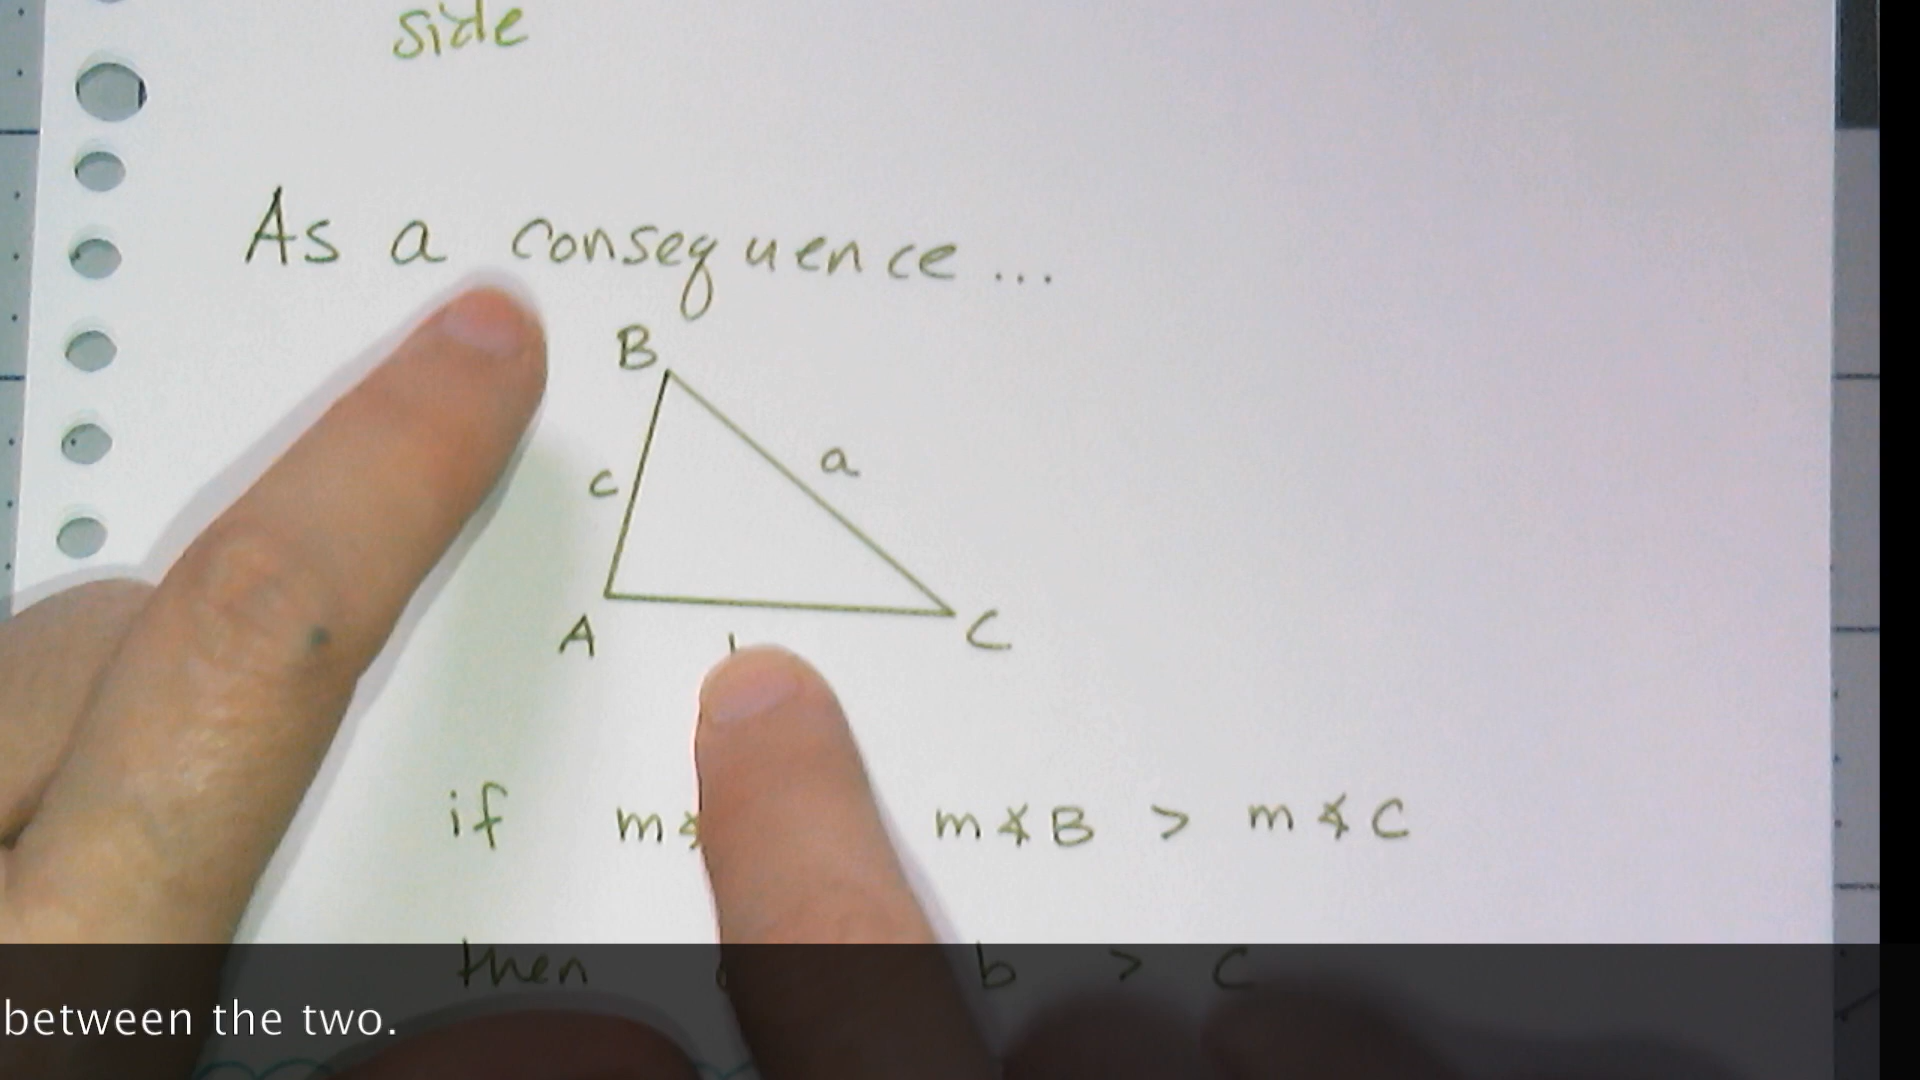 side
As a consequence...
B
c a
A C
if m∡ m∡B > m∡C
then b > c
between the two.